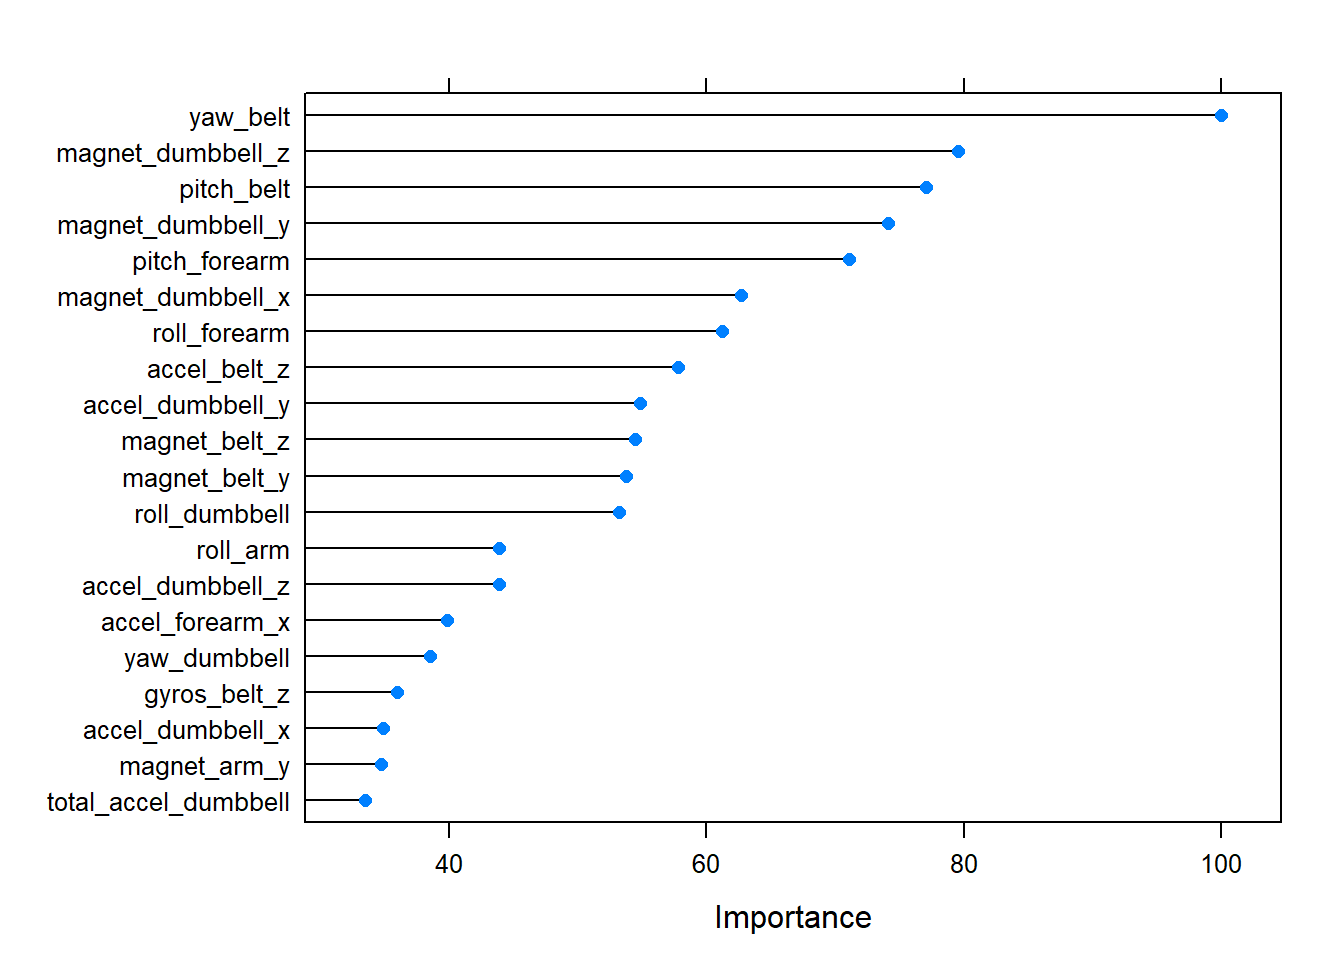 yaw_belt
magnet_dumbbell_z
pitch_belt
magnet_dumbbell_y
pitch_forearm
magnet_dumbbell_x
roll_forearm
accel_belt_z
accel_dumbbell_y
magnet_belt_z
magnet_belt_y
roll_dumbbell
roll_arm
accel_dumbbell_z
accel_forearm_x
yaw_dumbbell
gyros_belt_z
accel_dumbbell_x
magnet_arm_y
total_accel_dumbbell
40 60 80 100
Importance